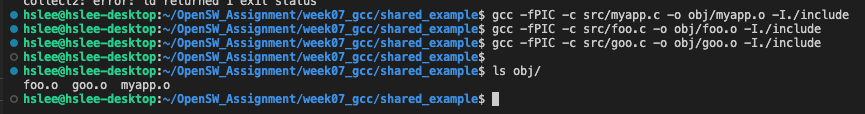 collect2: error: ld returned 1 exit status
hslee@hslee-desktop:~/OpenSW_Assignment/week07_gcc/shared_example$ gcc -fPIC -c src/myapp.c -o obj/myapp.o -I./include
hslee@hslee-desktop:~/OpenSW_Assignment/week07_gcc/shared_example$ gcc -fPIC -c src/foo.c -o obj/foo.o -I./include
hslee@hslee-desktop:~/OpenSW_Assignment/week07_gcc/shared_example$ gcc -fPIC -c src/goo.c -o obj/goo.o -I./include
hslee@hslee-desktop:~/OpenSW_Assignment/week07_gcc/shared_example$
hslee@hslee-desktop:~/OpenSW_Assignment/week07_gcc/shared_example$ ls obj/
foo.o  goo.o  myapp.o
hslee@hslee-desktop:~/OpenSW_Assignment/week07_gcc/shared_example$